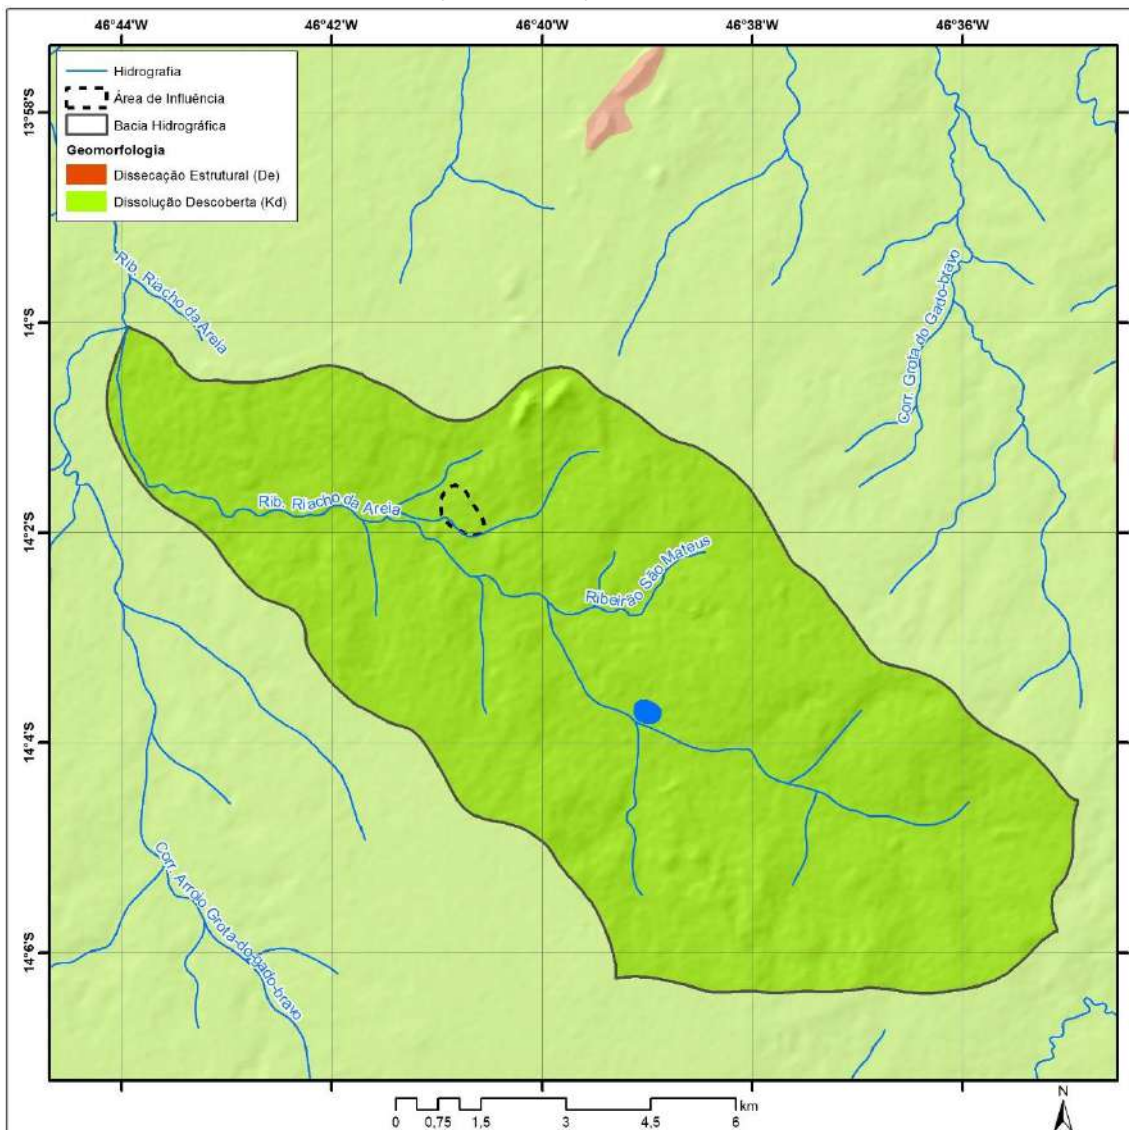 46°44'W 46°42'W 46°40'W 46°38'W 46°36'W
Hidrografia
Área de Influência
Bacia Hidrográfica
Geomorfologia
Dissecação Estrutural (De)
Dissolução Descoberta (Kd)
13°58'S
14°S
14°2'S
14°4'S
14°6'S
Rib. Riacho da Areia
Corr. Grota do Gado-bravo
Rib. Riacho da Areia
Ribeirão São Mateus
Corr. Arroio Grota-do-gado-bravo
km
0 0,75 1,5 3 4,5 6
N